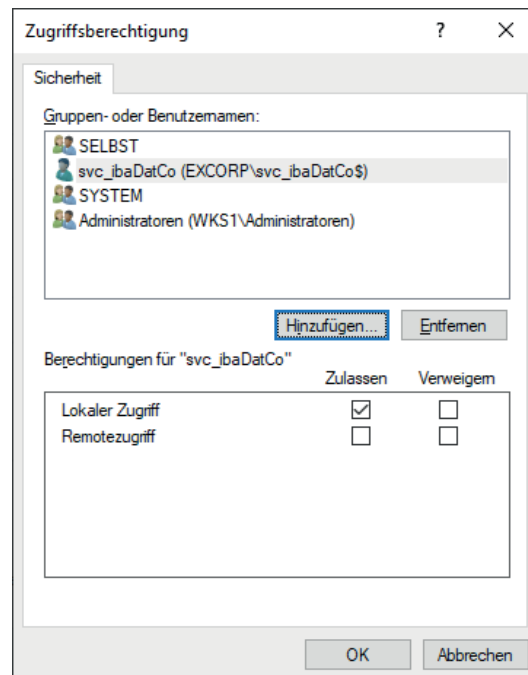 Zugriffsberechtigung ?
Sicherheit
Gruppen- oder Benutzernamen:
SELBST
svc_ibaDatCo (EXCORP\svc_ibaDatCo$)
SYSTEM
Administratoren (WKS1\Administratoren)
Hinzufügen... Entfernen
Berechtigungen für "svc_ibaDatCo"
Zulassen Verweigern
Lokaler Zugriff
Remotezugriff
OK Abbrechen